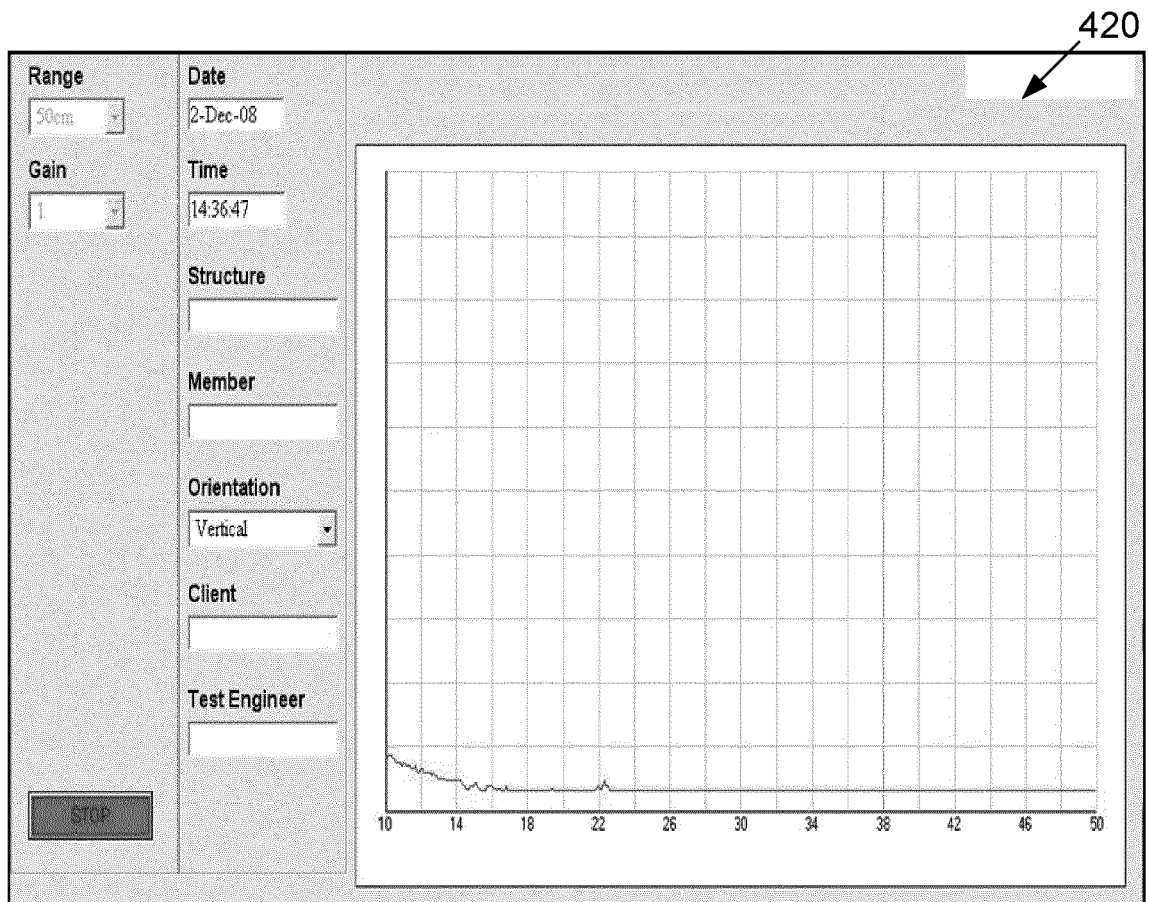 420
Range
50cm
Gain
1
STOP
Date
2-Dec-08
Time
14:36:47
Structure
Member
Orientation
Vertical
Client
Test Engineer
10 14 18 22 26 30 34 38 42 46 50